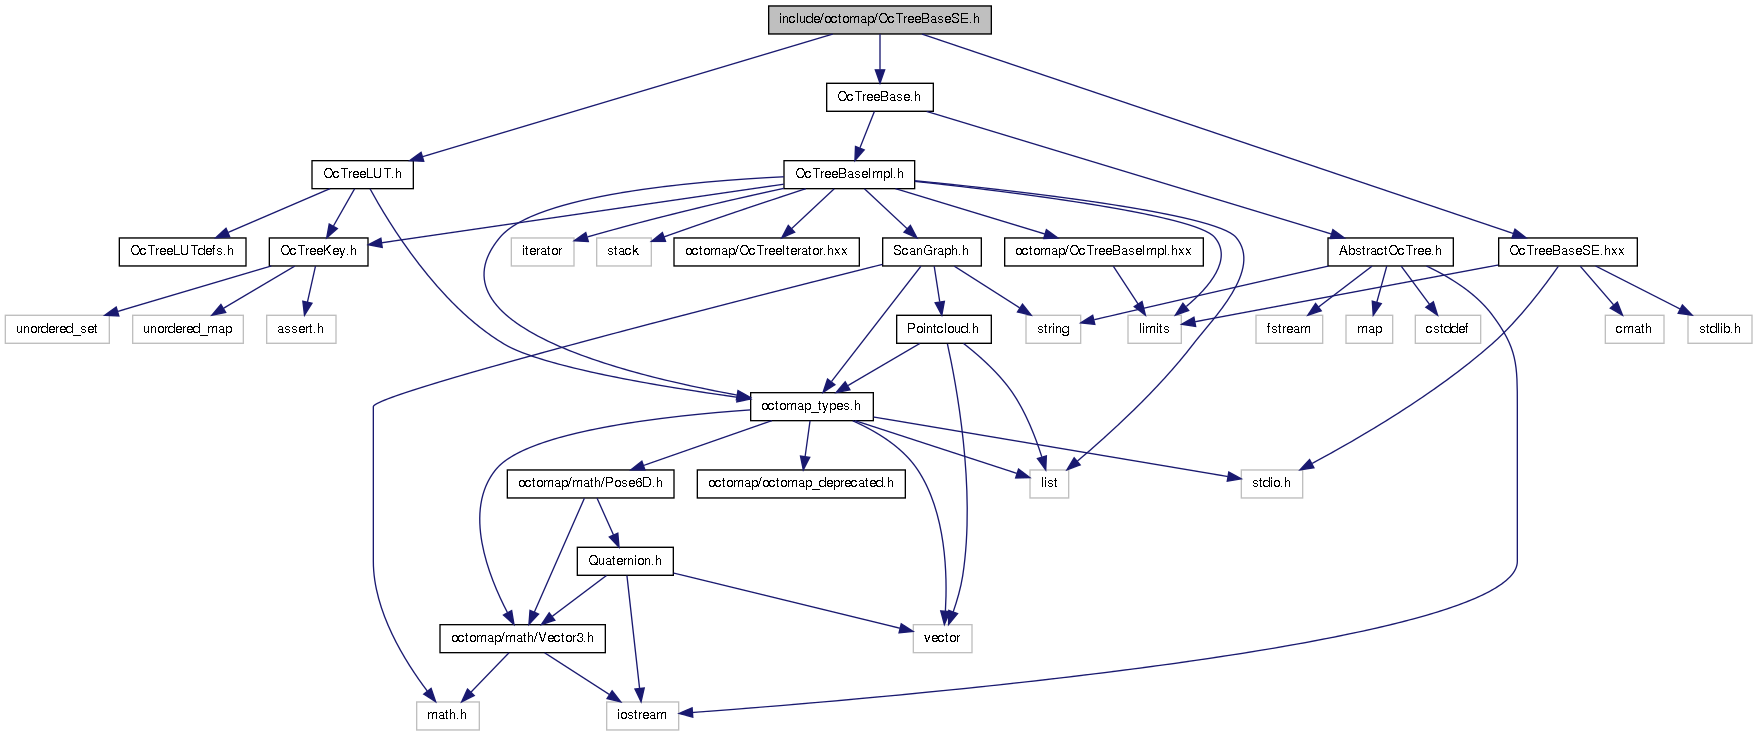 include/octomap/OcTreeBaseSE.h
OcTreeBase.h
OcTreeLUT.h
OcTreeBaseImpl.h
OcTreeLUTdefs.h
OcTreeKey.h
iterator
stack
octomap/OcTreeIterator.hxx
ScanGraph.h
octomap/OcTreeBaseImpl.hxx
AbstractOcTree.h
OcTreeBaseSE.hxx
unordered_set
unordered_map
assert.h
Pointcloud.h
string
limits
fstream
map
cstddef
cmath
stdlib.h
octomap_types.h
octomap/math/Pose6D.h
octomap/octomap_deprecated.h
list
stdio.h
Quaternion.h
octomap/math/Vector3.h
vector
math.h
iostream